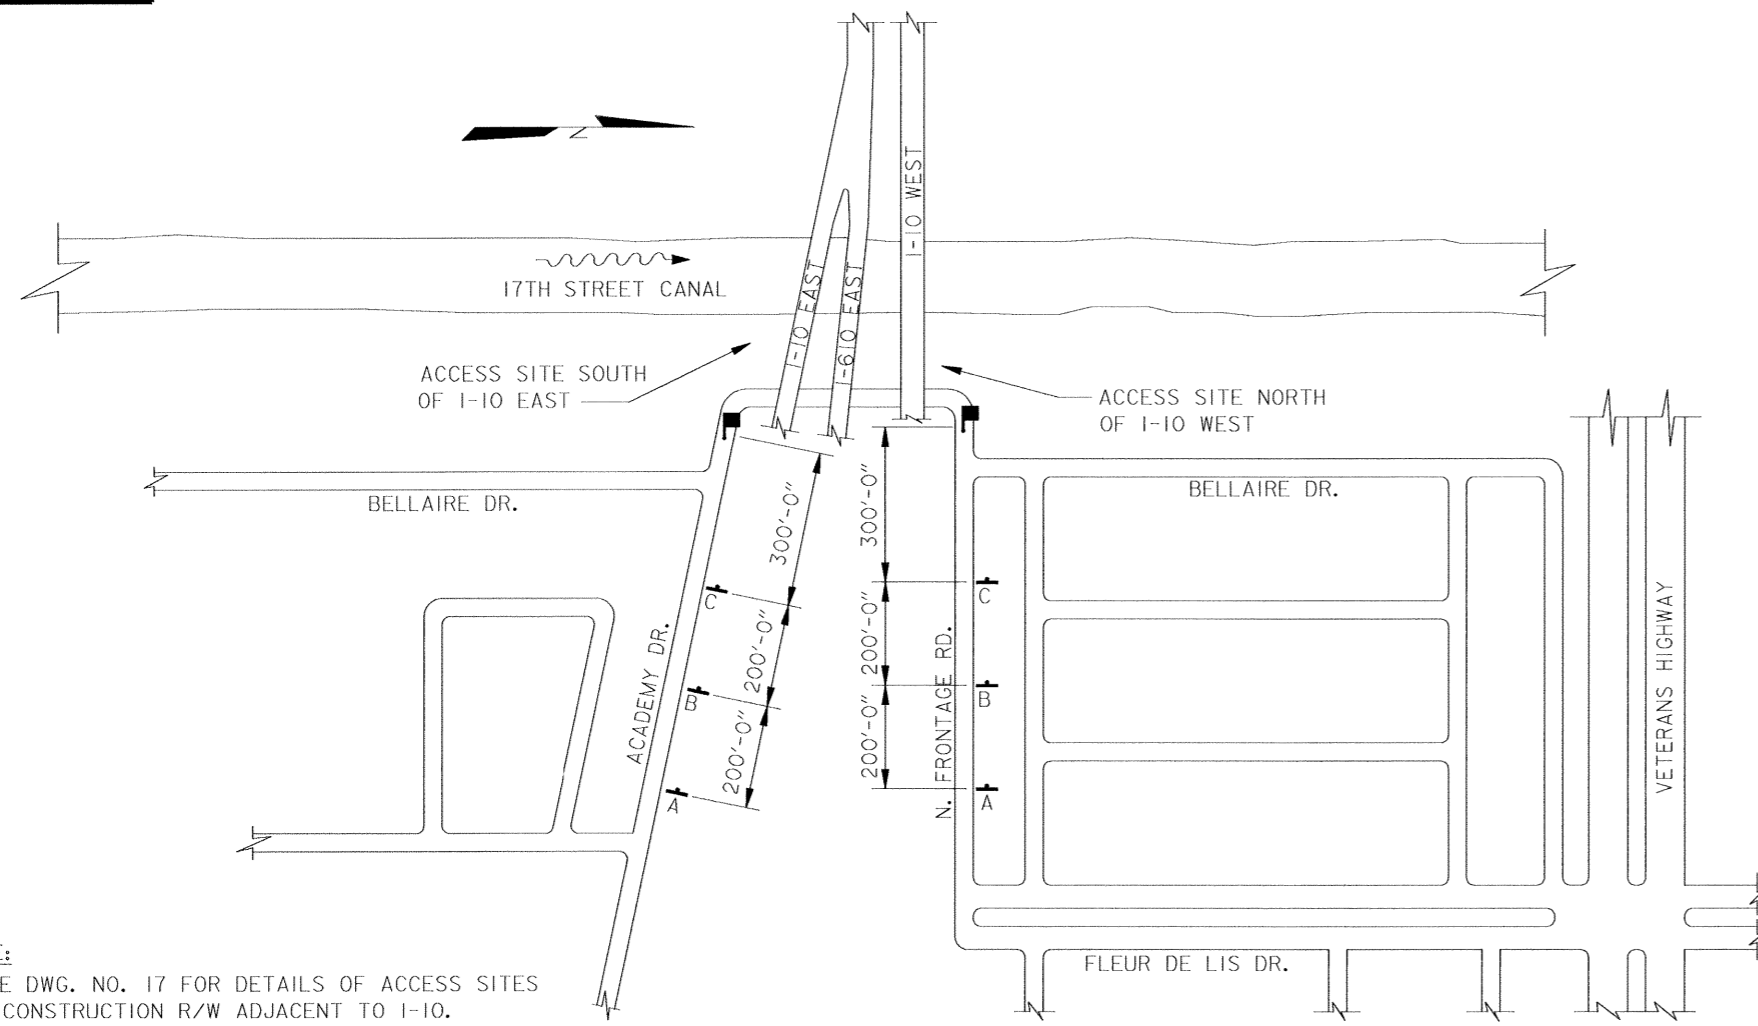 N
I-10 WEST
17TH STREET CANAL
I-10 EAST
I-610 EAST
ACCESS SITE SOUTH
OF I-10 EAST
ACCESS SITE NORTH
OF I-10 WEST
BELLAIRE DR.
BELLAIRE DR.
300'-0"
300'-0"
C
C
200'-0"
200'-0"
B
B
200'-0"
200'-0"
A
A
ACADEMY DR.
N. FRONTAGE RD.
VETERANS HIGHWAY
FLEUR DE LIS DR.
E:
E DWG. NO. 17 FOR DETAILS OF ACCESS SITES
CONSTRUCTION R/W ADJACENT TO I-10.